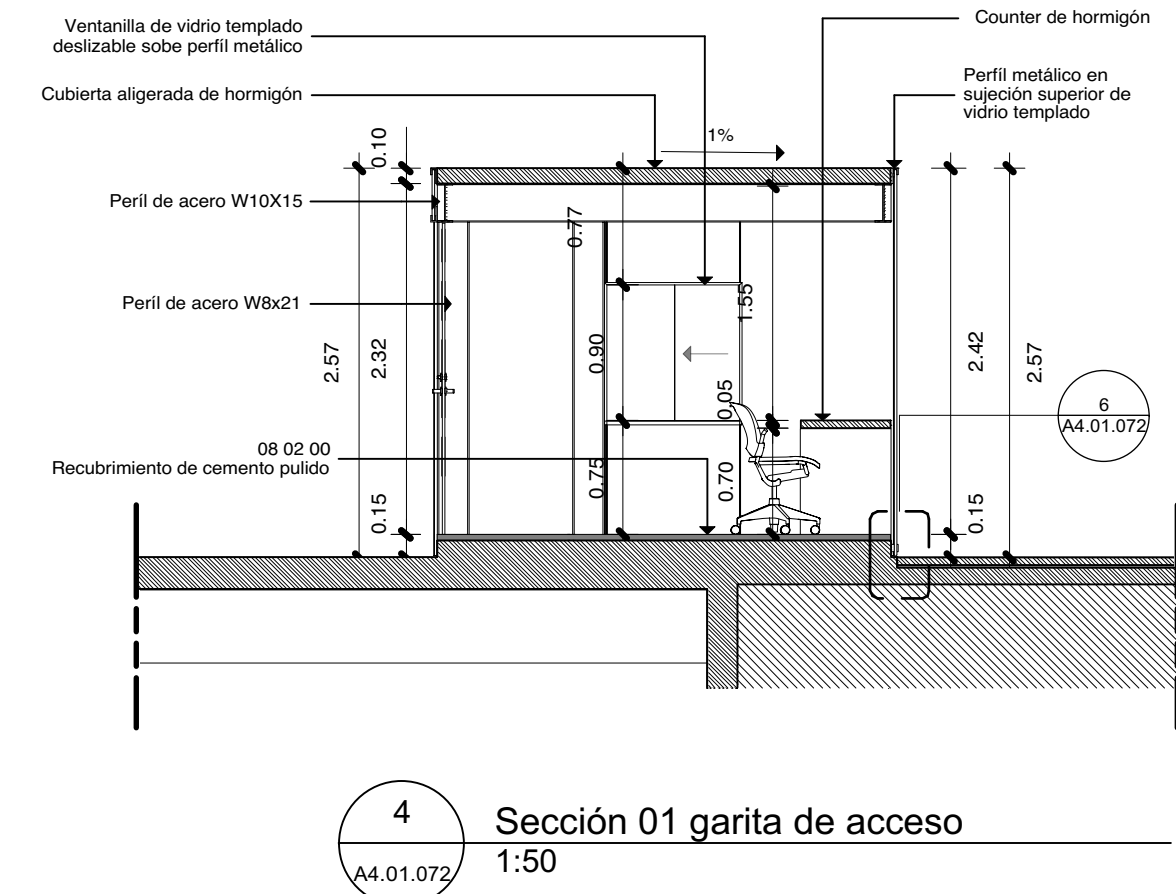 Ventanilla de vidrio templado
deslizable sobe perfíl metálico
Counter de hormigón
Cubierta aligerada de hormigón
Perfíl metálico en
sujeción superior de
vidrio templado
1%
0.10
Períl de acero W10X15
0.77
Períl de acero W8x21
1.55
2.57
2.32
0.90
2.42
2.57
0.05
6
A4.01.072
08 02 00
Recubrimiento de cemento pulido
0.75
0.70
0.15
0.15
4
A4.01.072
Sección 01 garita de acceso
1:50